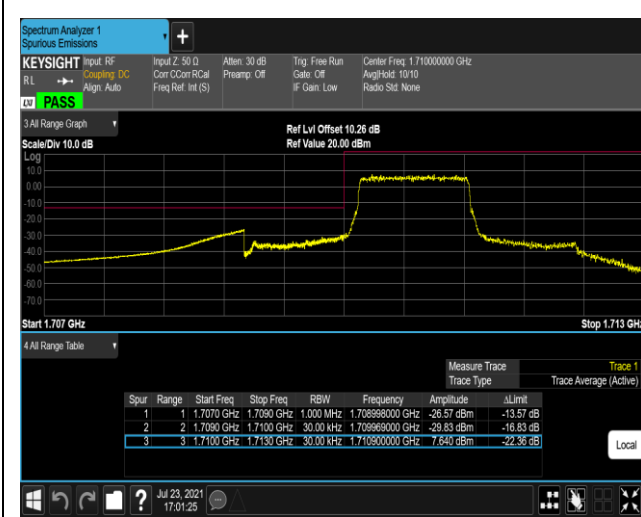 Spectrum Analyzer 1
Spurious Emissions
KEYSIGHT
Input: RF
Coupling: DC
Align: Auto
Input Z: 50 Ω
Corr CCorr RCal
Freq Ref: Int (S)
Atten: 30 dB
Preamp: Off
Trig: Free Run
Gate: Off
IF Gain: Low
Center Freq: 1.710000000 GHz
Avg|Hold: 10/10
Radio Std: None
R L
LXI PASS
3 All Range Graph
Ref Lvl Offset 10.26 dB
Scale/Div 10.0 dB
Ref Value 20.00 dBm
Log
10.0
0.00
-10.0
-20.0
-30.0
-40.0
-50.0
-60.0
-70.0
Start 1.707 GHz
Stop 1.713 GHz
4 All Range Table
Measure Trace Trace 1
Trace Type Trace Average (Active)
Spur Range Start Freq Stop Freq RBW Frequency Amplitude ΔLimit
1 1 1.7070 GHz 1.7090 GHz 1.000 MHz 1.708998000 GHz -26.57 dBm -13.57 dB
2 2 1.7090 GHz 1.7100 GHz 30.00 kHz 1.709969000 GHz -29.83 dBm -16.83 dB
3 3 1.7100 GHz 1.7130 GHz 30.00 kHz 1.710900000 GHz 7.640 dBm -22.36 dB
Local
?
Jul 23, 2021
17:01:25